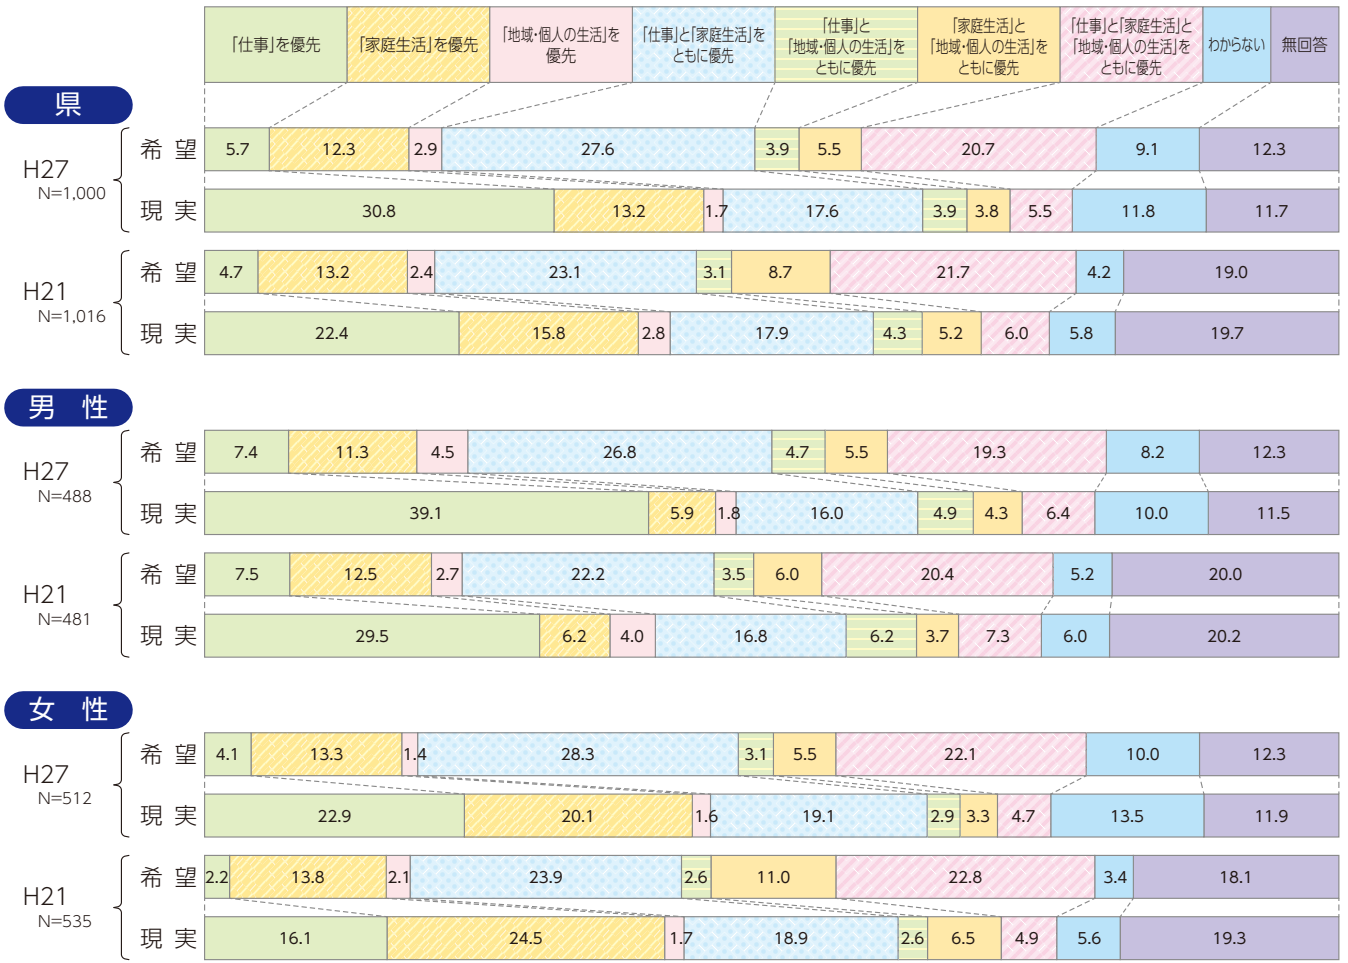 「仕事」を優先
「家庭生活」を優先
「地域・個人の生活」を
優先
「仕事」と「家庭生活」を
ともに優先
「仕事」と
「地域・個人の生活」を
ともに優先
「家庭生活」と
「地域・個人の生活」を
ともに優先
「仕事」と「家庭生活」と
「地域・個人の生活」を
ともに優先
わからない
無回答
県
H27
N=1,000
希望 5.7 12.3 2.9 27.6 3.9 5.5 20.7 9.1 12.3
現実 30.8 13.2 1.7 17.6 3.9 3.8 5.5 11.8 11.7
H21
N=1,016
希望 4.7 13.2 2.4 23.1 3.1 8.7 21.7 4.2 19.0
現実 22.4 15.8 2.8 17.9 4.3 5.2 6.0 5.8 19.7
男性
H27
N=488
希望 7.4 11.3 4.5 26.8 4.7 5.5 19.3 8.2 12.3
現実 39.1 5.9 1.8 16.0 4.9 4.3 6.4 10.0 11.5
H21
N=481
希望 7.5 12.5 2.7 22.2 3.5 6.0 20.4 5.2 20.0
現実 29.5 6.2 4.0 16.8 6.2 3.7 7.3 6.0 20.2
女性
H27
N=512
希望 4.1 13.3 1.4 28.3 3.1 5.5 22.1 10.0 12.3
現実 22.9 20.1 1.6 19.1 2.9 3.3 4.7 13.5 11.9
H21
N=535
希望 2.2 13.8 2.1 23.9 2.6 11.0 22.8 3.4 18.1
現実 16.1 24.5 1.7 18.9 2.6 6.5 4.9 5.6 19.3